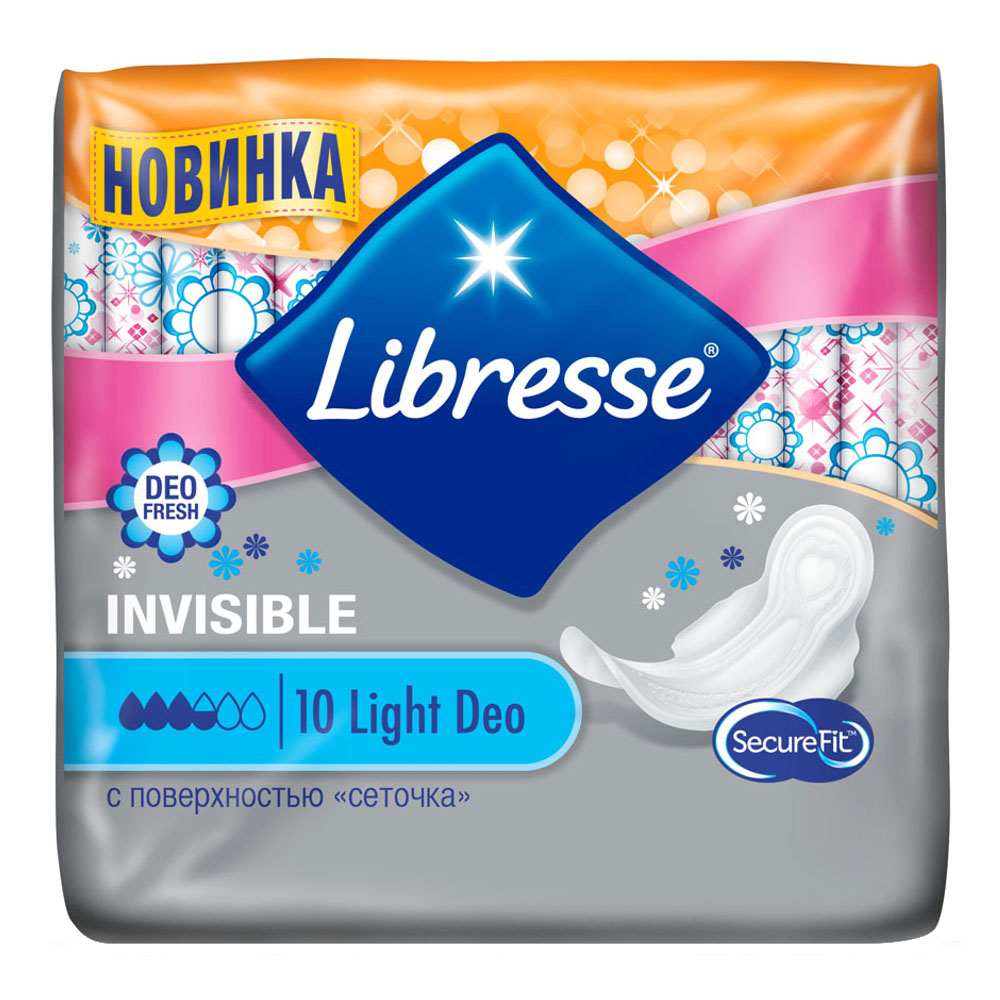 НОВИНКА
Libresse®
DEO
FRESH
INVISIBLE
10 Light Deo
SecureFit™
с поверхностью «сеточка»